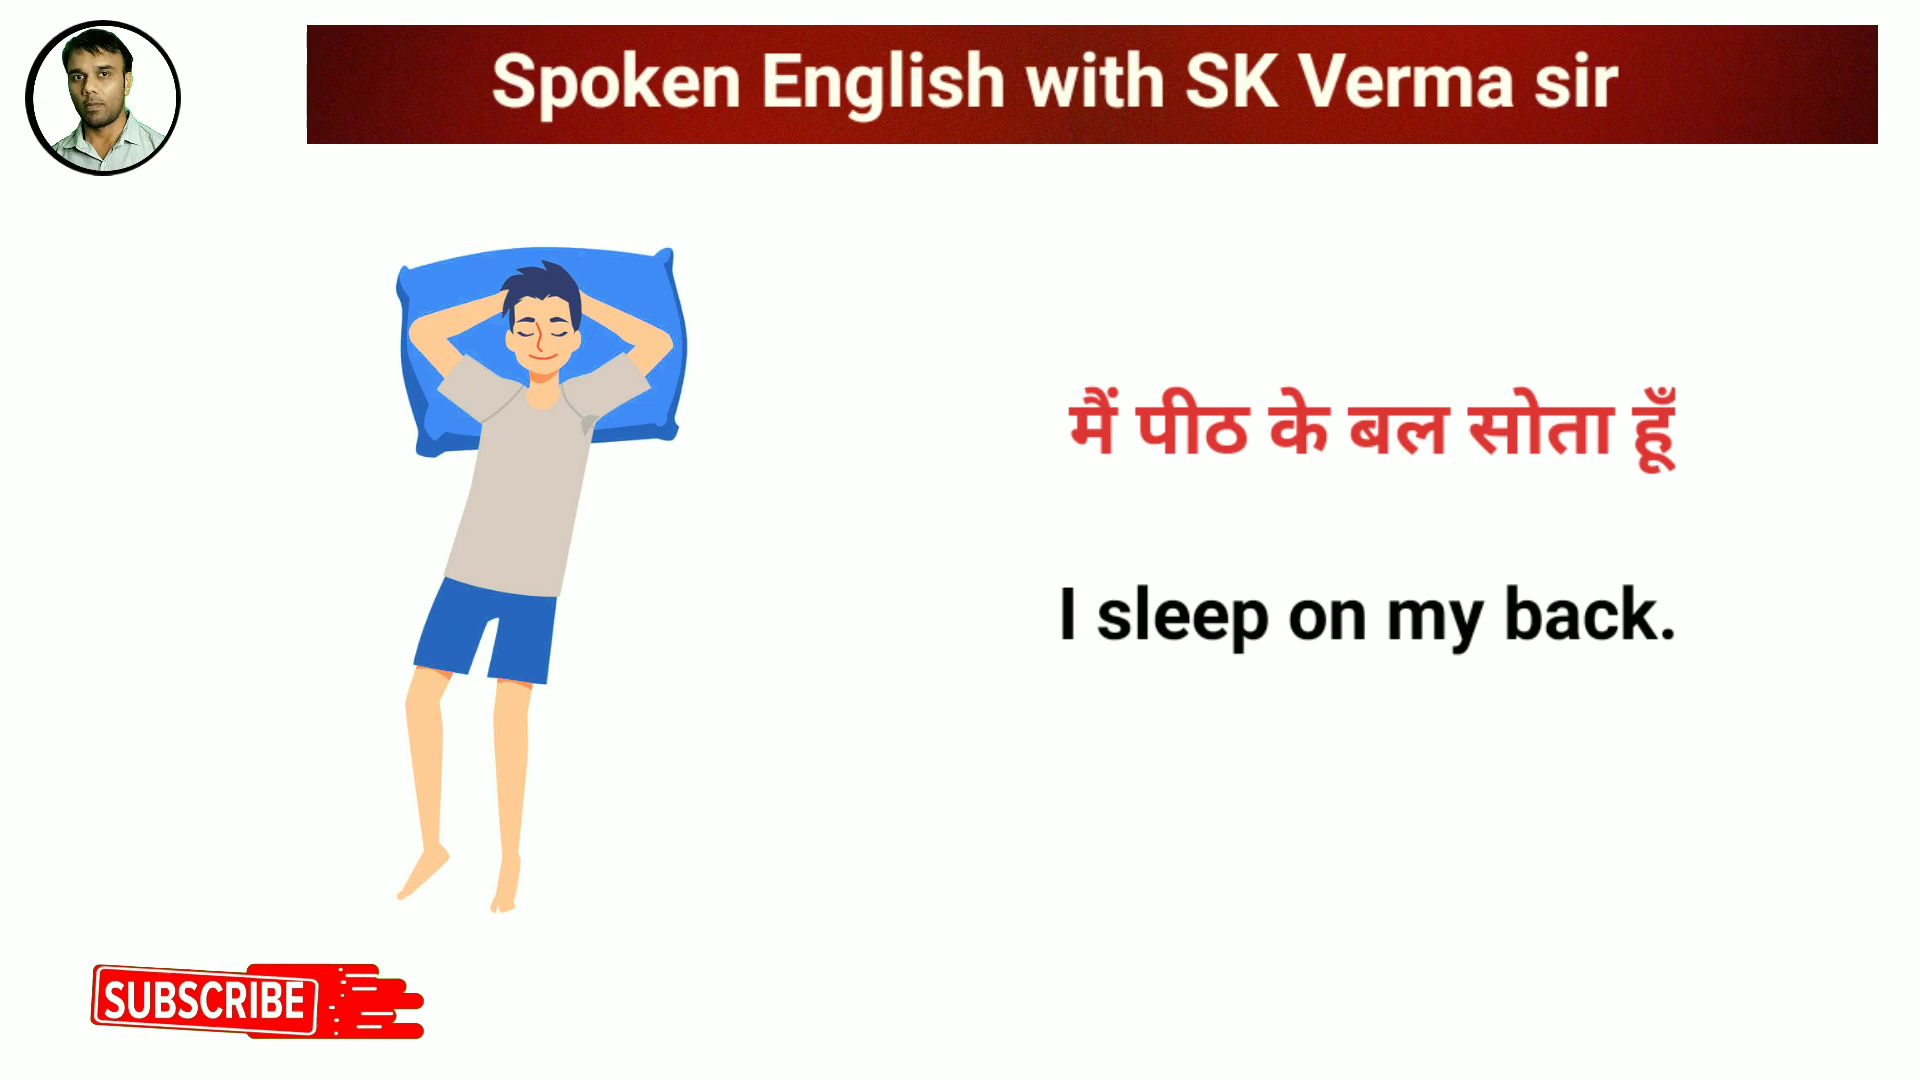 Spoken English with SK Verma sir
मैं पीठ के बल सोता हूँ
I sleep on my back.
SUBSCRIBE